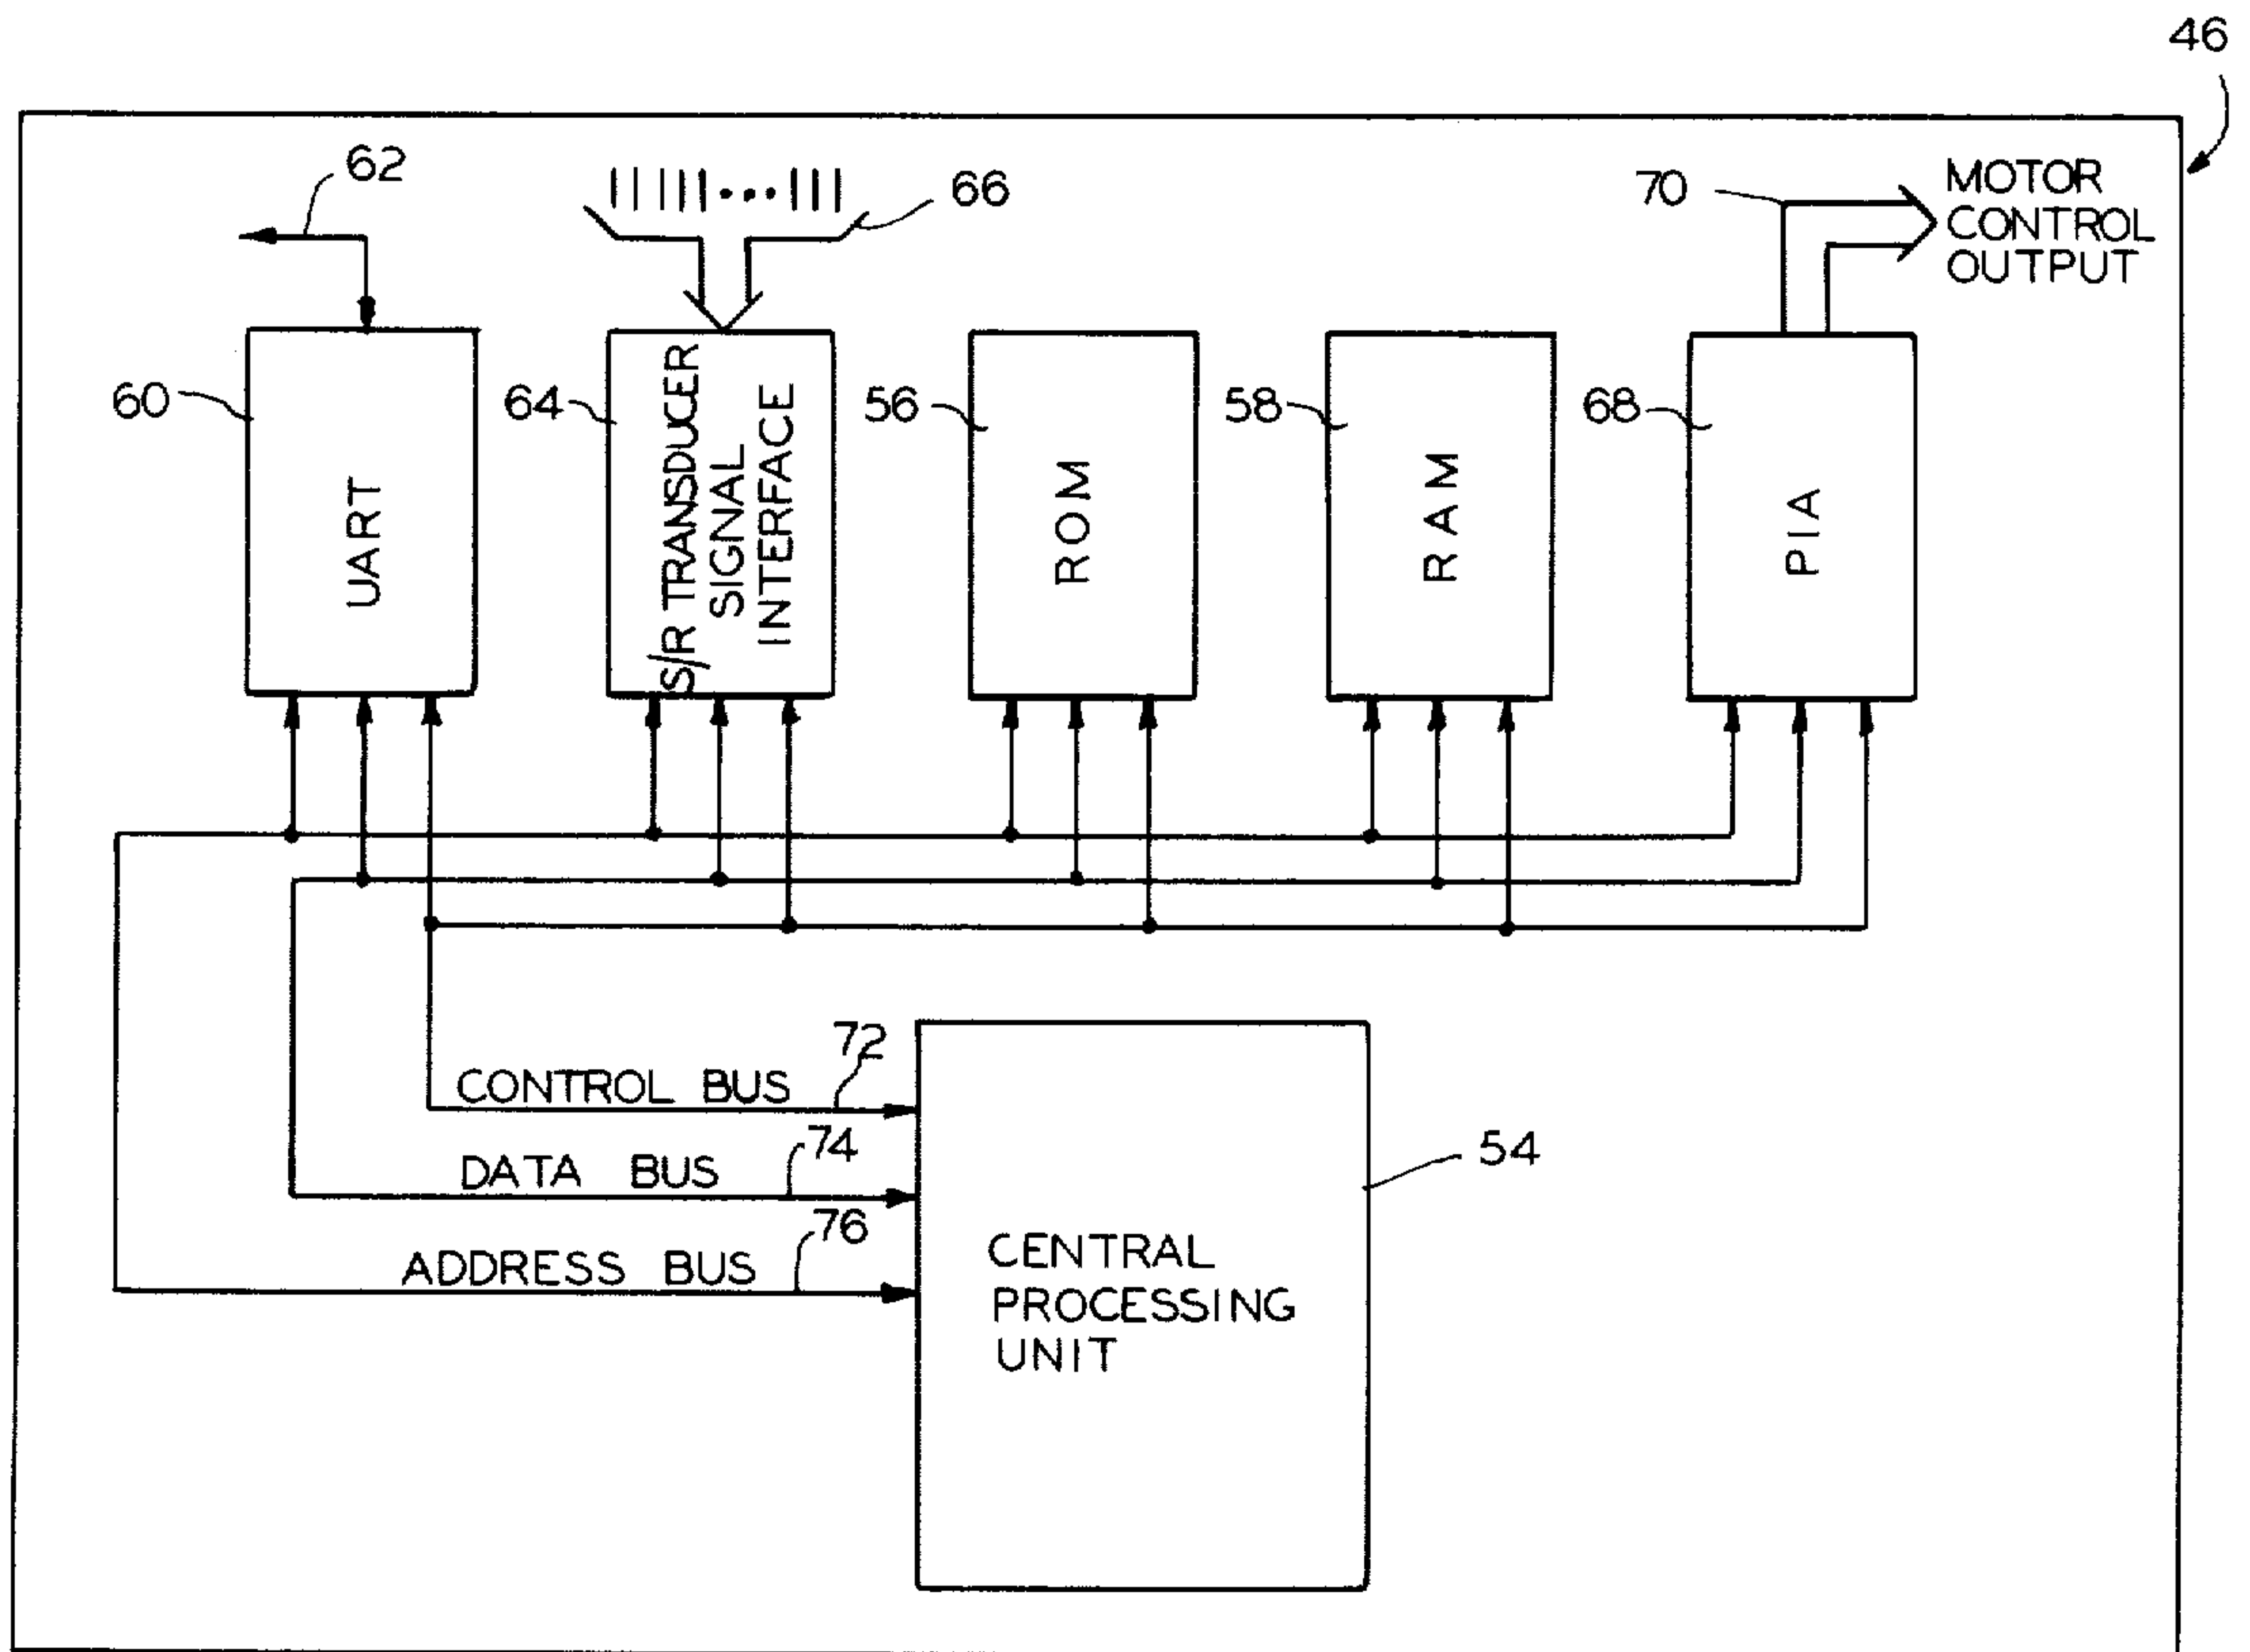 46
62
66
70
MOTOR
CONTROL
OUTPUT
60
UART
64
S/R TRANSDUCER
SIGNAL
INTERFACE
56
ROM
58
RAM
68
PIA
CONTROL BUS
72
DATA BUS
74
ADDRESS BUS
76
54
CENTRAL
PROCESSING
UNIT